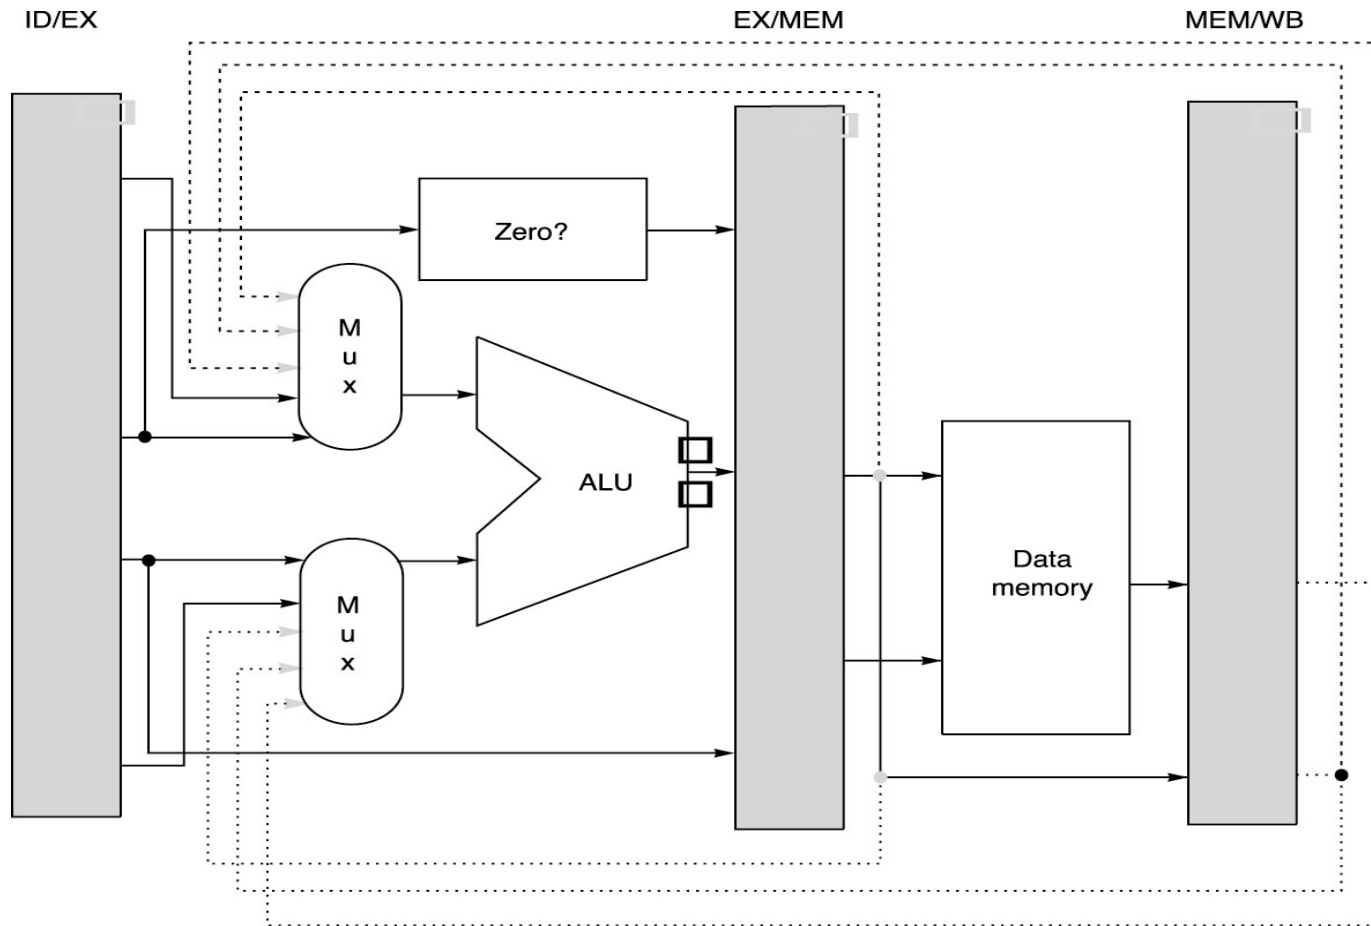 ID/EX
EX/MEM
MEM/WB
Zero?
M
u
x
ALU
M
u
x
Data
memory